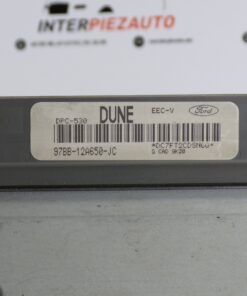 INTERPIEZAUTO
DPC-530 DUNE EEC-V Ford
97BB-12A650-JC